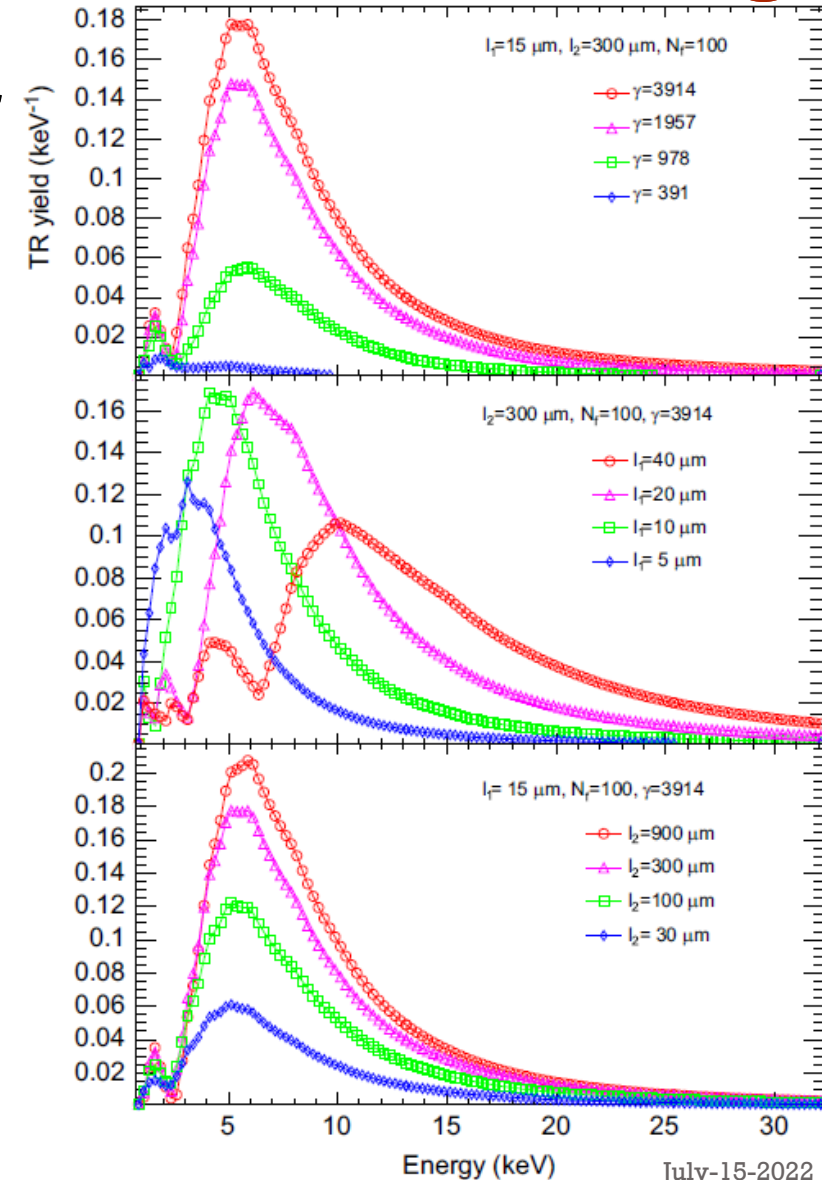 TR yield (keV⁻¹)
0.18
0.16
0.14
0.12
0.1
0.08
0.06
0.04
0.02
l₁=15 μm, l₂=300 μm, Nf=100
γ=3914
γ=1957
γ= 978
γ= 391
0.16
0.14
0.12
0.1
0.08
0.06
0.04
0.02
l₂=300 μm, Nf=100, γ=3914
l₁=40 μm
l₁=20 μm
l₁=10 μm
l₁= 5 μm
0.2
0.18
0.16
0.14
0.12
0.1
0.08
0.06
0.04
0.02
l₁= 15 μm, Nf=100, γ=3914
l₂=900 μm
l₂=300 μm
l₂=100 μm
l₂= 30 μm
5 10 15 20 25 30
Energy (keV)
July-15-2022